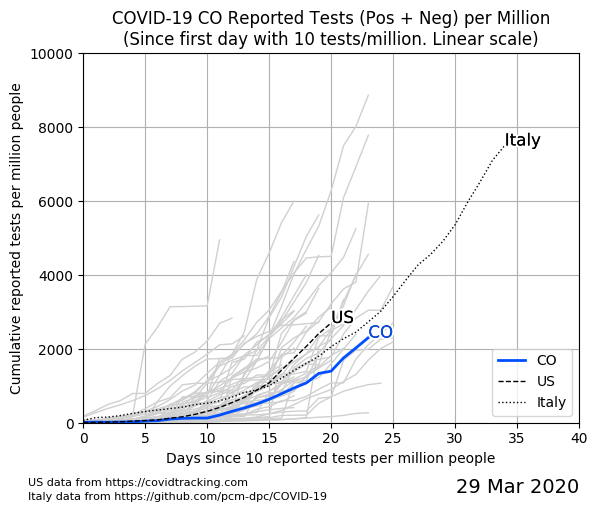 COVID-19 CO Reported Tests (Pos + Neg) per Million
(Since first day with 10 tests/million. Linear scale)
Cumulative reported tests per million people
10000
8000
6000
4000
2000
0
Italy
US
CO
CO
US
Italy
0 5 10 15 20 25 30 35 40
Days since 10 reported tests per million people
US data from https://covidtracking.com
Italy data from https://github.com/pcm-dpc/COVID-19
29 Mar 2020